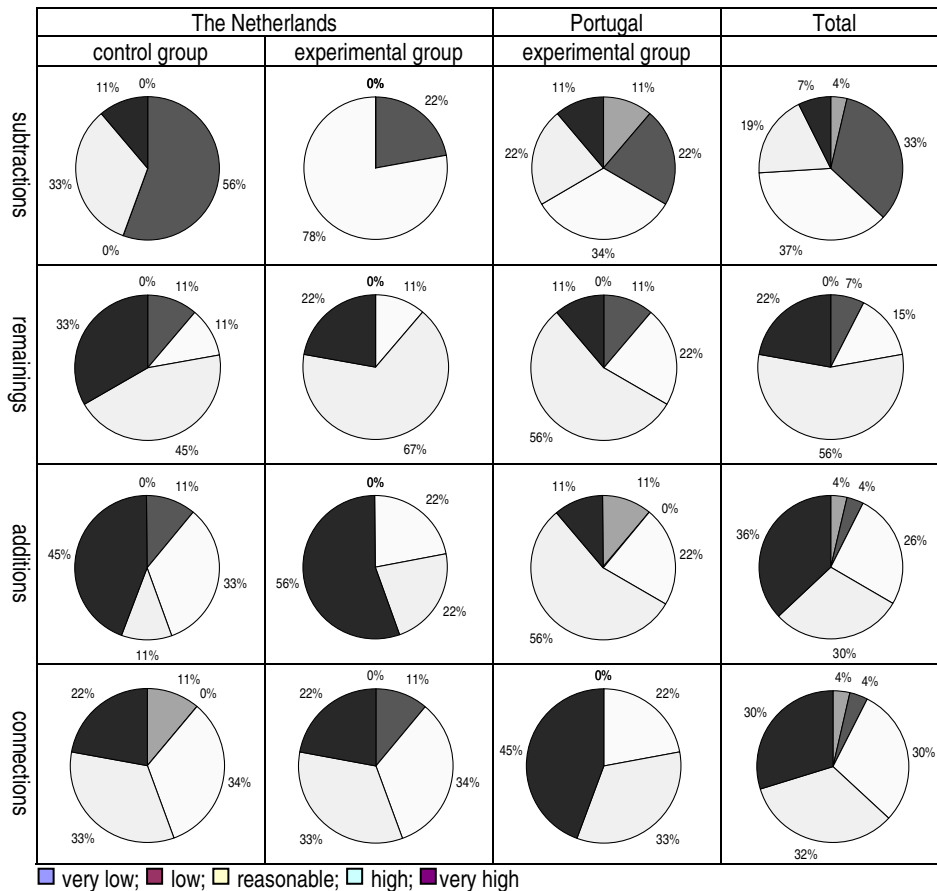 The Netherlands Portugal Total
control group experimental group experimental group
subtractions
11% 0% 33% 56% 0%
0% 22% 78%
11% 11% 22% 22% 34%
7% 4% 19% 33% 37%
remainings
0% 11% 33% 11% 45%
0% 11% 22% 67%
11% 0% 11% 22% 56%
0% 7% 22% 15% 56%
additions
0% 11% 45% 33% 11%
0% 22% 56% 22%
11% 11% 0% 22% 56%
4% 4% 36% 26% 30%
connections
11% 22% 0% 34% 33%
0% 11% 22% 34% 33%
0% 22% 45% 33%
4% 4% 30% 30% 32%
very low; low; reasonable; high; very high